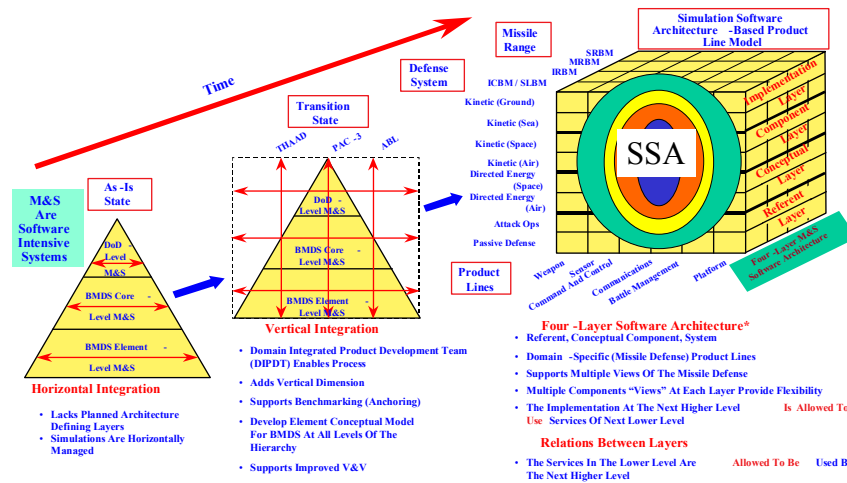 Time
M&S
Are
Software
Intensive
Systems
As -Is
State
DoD -
Level
M&S
BMDS Core -
Level M&S
BMDS Element -
Level M&S
Horizontal Integration
• Lacks Planned Architecture
Defining Layers
• Simulations Are Horizontally
Managed
Transition
State
THAAD
PAC -3
ABL
DoD -
Level M&S
BMDS Core -
Level M&S
BMDS Element -
Level M&S
Vertical Integration
• Domain Integrated Product Development Team
(DIPDT) Enables Process
• Adds Vertical Dimension
• Supports Benchmarking (Anchoring)
• Develop Element Conceptual Model
For BMDS At All Levels Of The
Hierarchy
• Supports Improved V&V
Defense
System
Missile
Range
Simulation Software
Architecture -Based Product
Line Model
SRBM
MRBM
IRBM
ICBM / SLBM
Kinetic (Ground)
Kinetic (Sea)
Kinetic (Space)
Kinetic (Air)
Directed Energy
(Space)
Directed Energy
(Air)
Attack Ops
Passive Defense
SSA
Implementation
Layer
Component
Layer
Conceptual
Layer
Referent
Layer
Four -Layer M&S
Software Architecture
Product
Lines
Weapon
Sensor
Command And Control
Communications
Battle Management
Platform
Four -Layer Software Architecture*
• Referent, Conceptual Component, System
• Domain -Specific (Missile Defense) Product Lines
• Supports Multiple Views Of The Missile Defense
• Multiple Components “Views” At Each Layer Provide Flexibility
• The Implementation At The Next Higher Level Is Allowed To
Use Services Of Next Lower Level
Relations Between Layers
• The Services In The Lower Level Are Allowed To Be Used B
The Next Higher Level